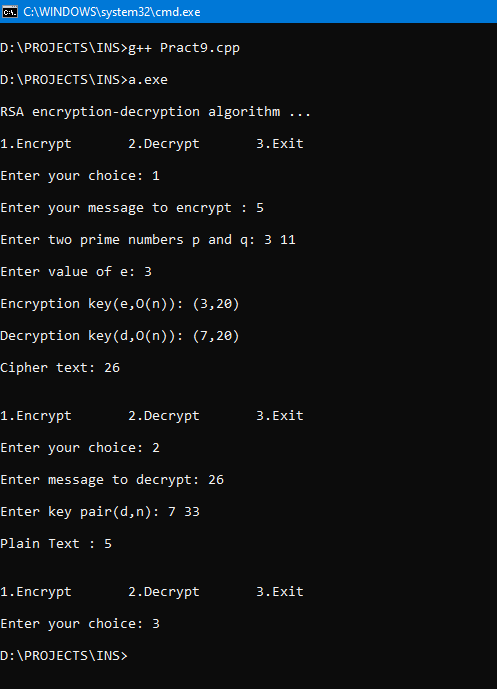 C:\WINDOWS\system32\cmd.exe
D:\PROJECTS\INS>g++ Pract9.cpp
D:\PROJECTS\INS>a.exe
RSA encryption-decryption algorithm ...
1.Encrypt       2.Decrypt       3.Exit
Enter your choice: 1
Enter your message to encrypt : 5
Enter two prime numbers p and q: 3 11
Enter value of e: 3
Encryption key(e,O(n)): (3,20)
Decryption key(d,O(n)): (7,20)
Cipher text: 26
1.Encrypt       2.Decrypt       3.Exit
Enter your choice: 2
Enter message to decrypt: 26
Enter key pair(d,n): 7 33
Plain Text : 5
1.Encrypt       2.Decrypt       3.Exit
Enter your choice: 3
D:\PROJECTS\INS>